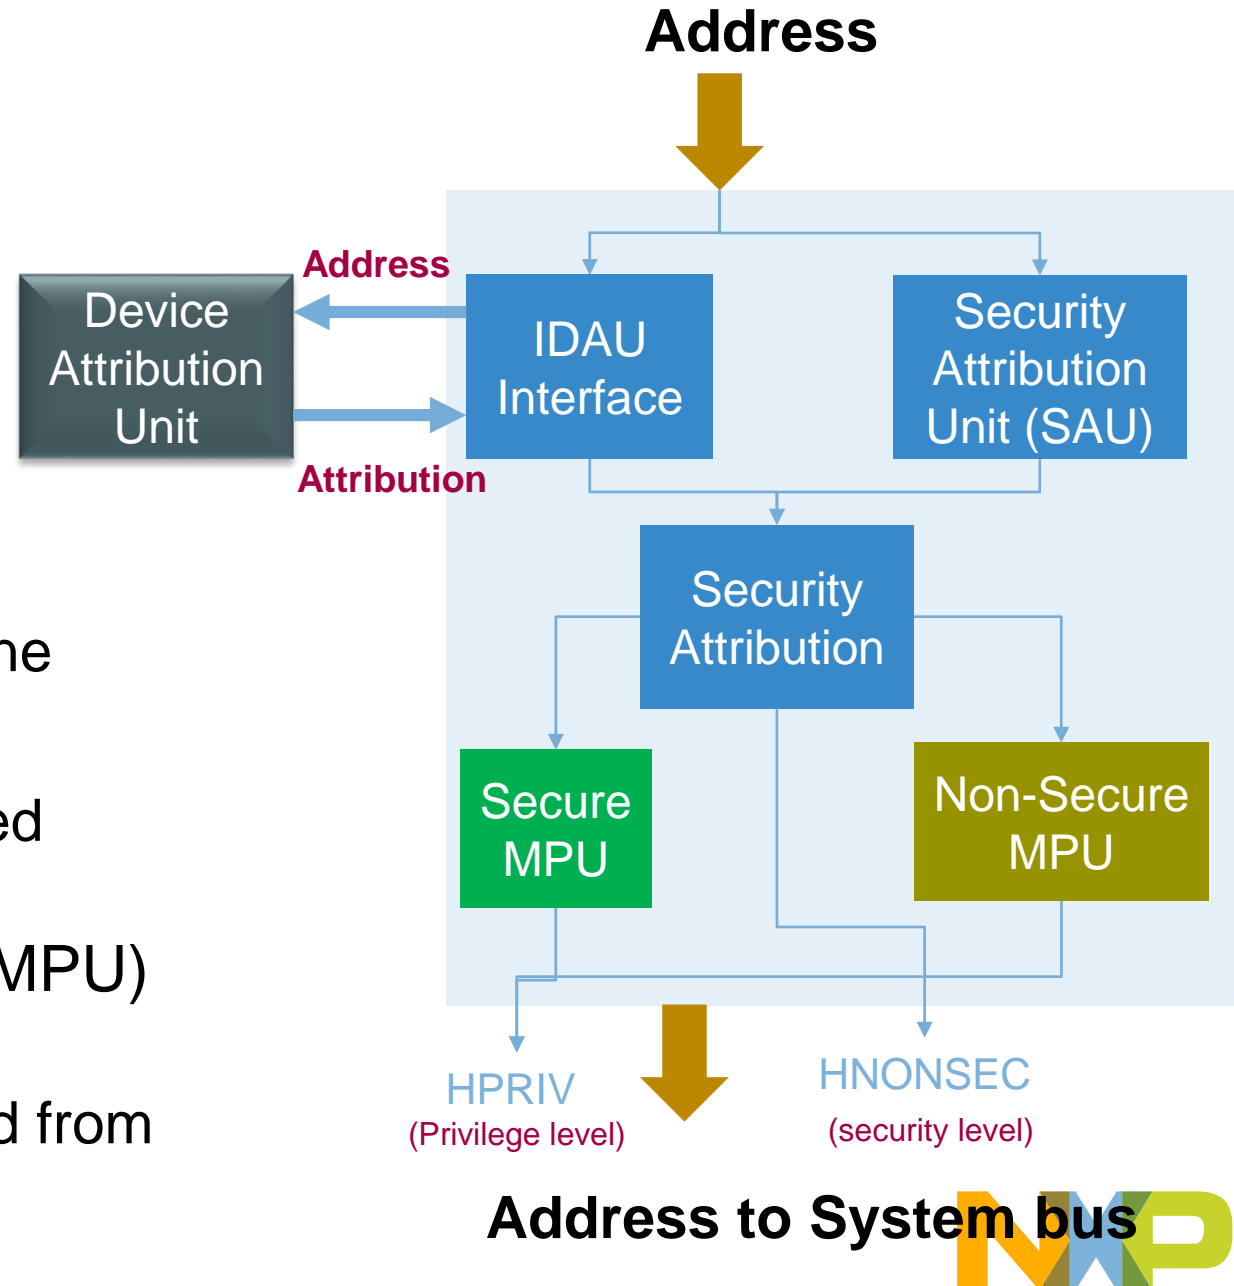 Address
Address
Device
Attribution
Unit
IDAU
Interface
Security
Attribution
Unit (SAU)
Attribution
Security
Attribution
ne
Secure
MPU
Non-Secure
MPU
ed
MPU)
HPRIV
(Privilege level)
HNONSEC
(security level)
d from
Address to System bus
NXP